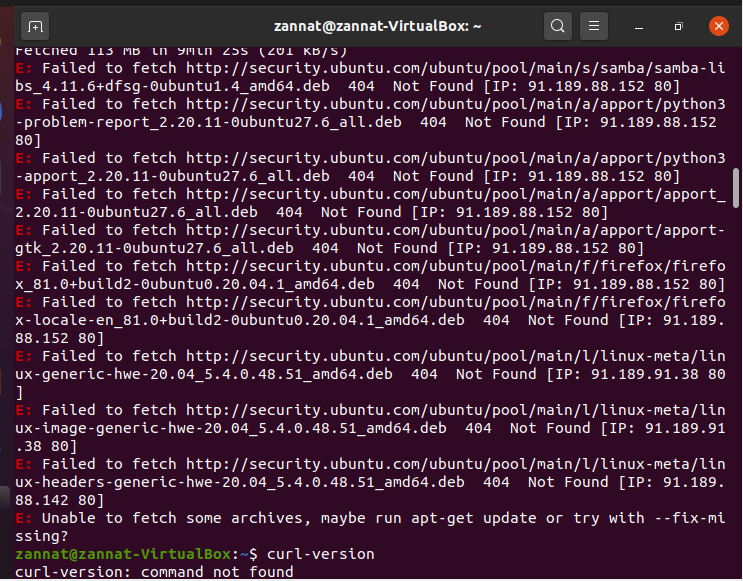 zannat@zannat-VirtualBox: ~
Fetched 113 MB in 9min 25s (201 kB/s)
E: Failed to fetch http://security.ubuntu.com/ubuntu/pool/main/s/samba/samba-li
bs_4.11.6+dfsg-0ubuntu1.4_amd64.deb  404  Not Found [IP: 91.189.88.152 80]
E: Failed to fetch http://security.ubuntu.com/ubuntu/pool/main/a/apport/python3
-problem-report_2.20.11-0ubuntu27.6_all.deb  404  Not Found [IP: 91.189.88.152
80]
E: Failed to fetch http://security.ubuntu.com/ubuntu/pool/main/a/apport/python3
-apport_2.20.11-0ubuntu27.6_all.deb  404  Not Found [IP: 91.189.88.152 80]
E: Failed to fetch http://security.ubuntu.com/ubuntu/pool/main/a/apport/apport_
2.20.11-0ubuntu27.6_all.deb  404  Not Found [IP: 91.189.88.152 80]
E: Failed to fetch http://security.ubuntu.com/ubuntu/pool/main/a/apport/apport-
gtk_2.20.11-0ubuntu27.6_all.deb  404  Not Found [IP: 91.189.88.152 80]
E: Failed to fetch http://security.ubuntu.com/ubuntu/pool/main/f/firefox/firefo
x_81.0+build2-0ubuntu0.20.04.1_amd64.deb  404  Not Found [IP: 91.189.88.152 80]
E: Failed to fetch http://security.ubuntu.com/ubuntu/pool/main/f/firefox/firefo
x-locale-en_81.0+build2-0ubuntu0.20.04.1_amd64.deb  404  Not Found [IP: 91.189.
88.152 80]
E: Failed to fetch http://security.ubuntu.com/ubuntu/pool/main/l/linux-meta/lin
ux-generic-hwe-20.04_5.4.0.48.51_amd64.deb  404  Not Found [IP: 91.189.91.38 80
]
E: Failed to fetch http://security.ubuntu.com/ubuntu/pool/main/l/linux-meta/lin
ux-image-generic-hwe-20.04_5.4.0.48.51_amd64.deb  404  Not Found [IP: 91.189.91
.38 80]
E: Failed to fetch http://security.ubuntu.com/ubuntu/pool/main/l/linux-meta/lin
ux-headers-generic-hwe-20.04_5.4.0.48.51_amd64.deb  404  Not Found [IP: 91.189.
88.142 80]
E: Unable to fetch some archives, maybe run apt-get update or try with --fix-mi
ssing?
zannat@zannat-VirtualBox:~$ curl-version
curl-version: command not found